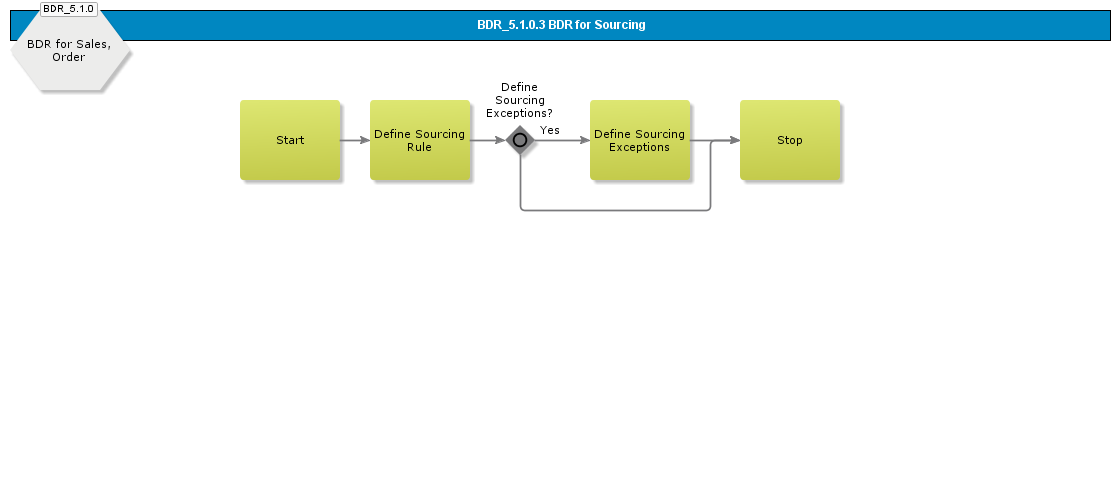 BDR_5.1.0
BDR_5.1.0.3 BDR for Sourcing
BDR for Sales,
Order
Define
Sourcing
Exceptions?
Start
Define Sourcing
Rule
Yes
Define Sourcing
Exceptions
Stop